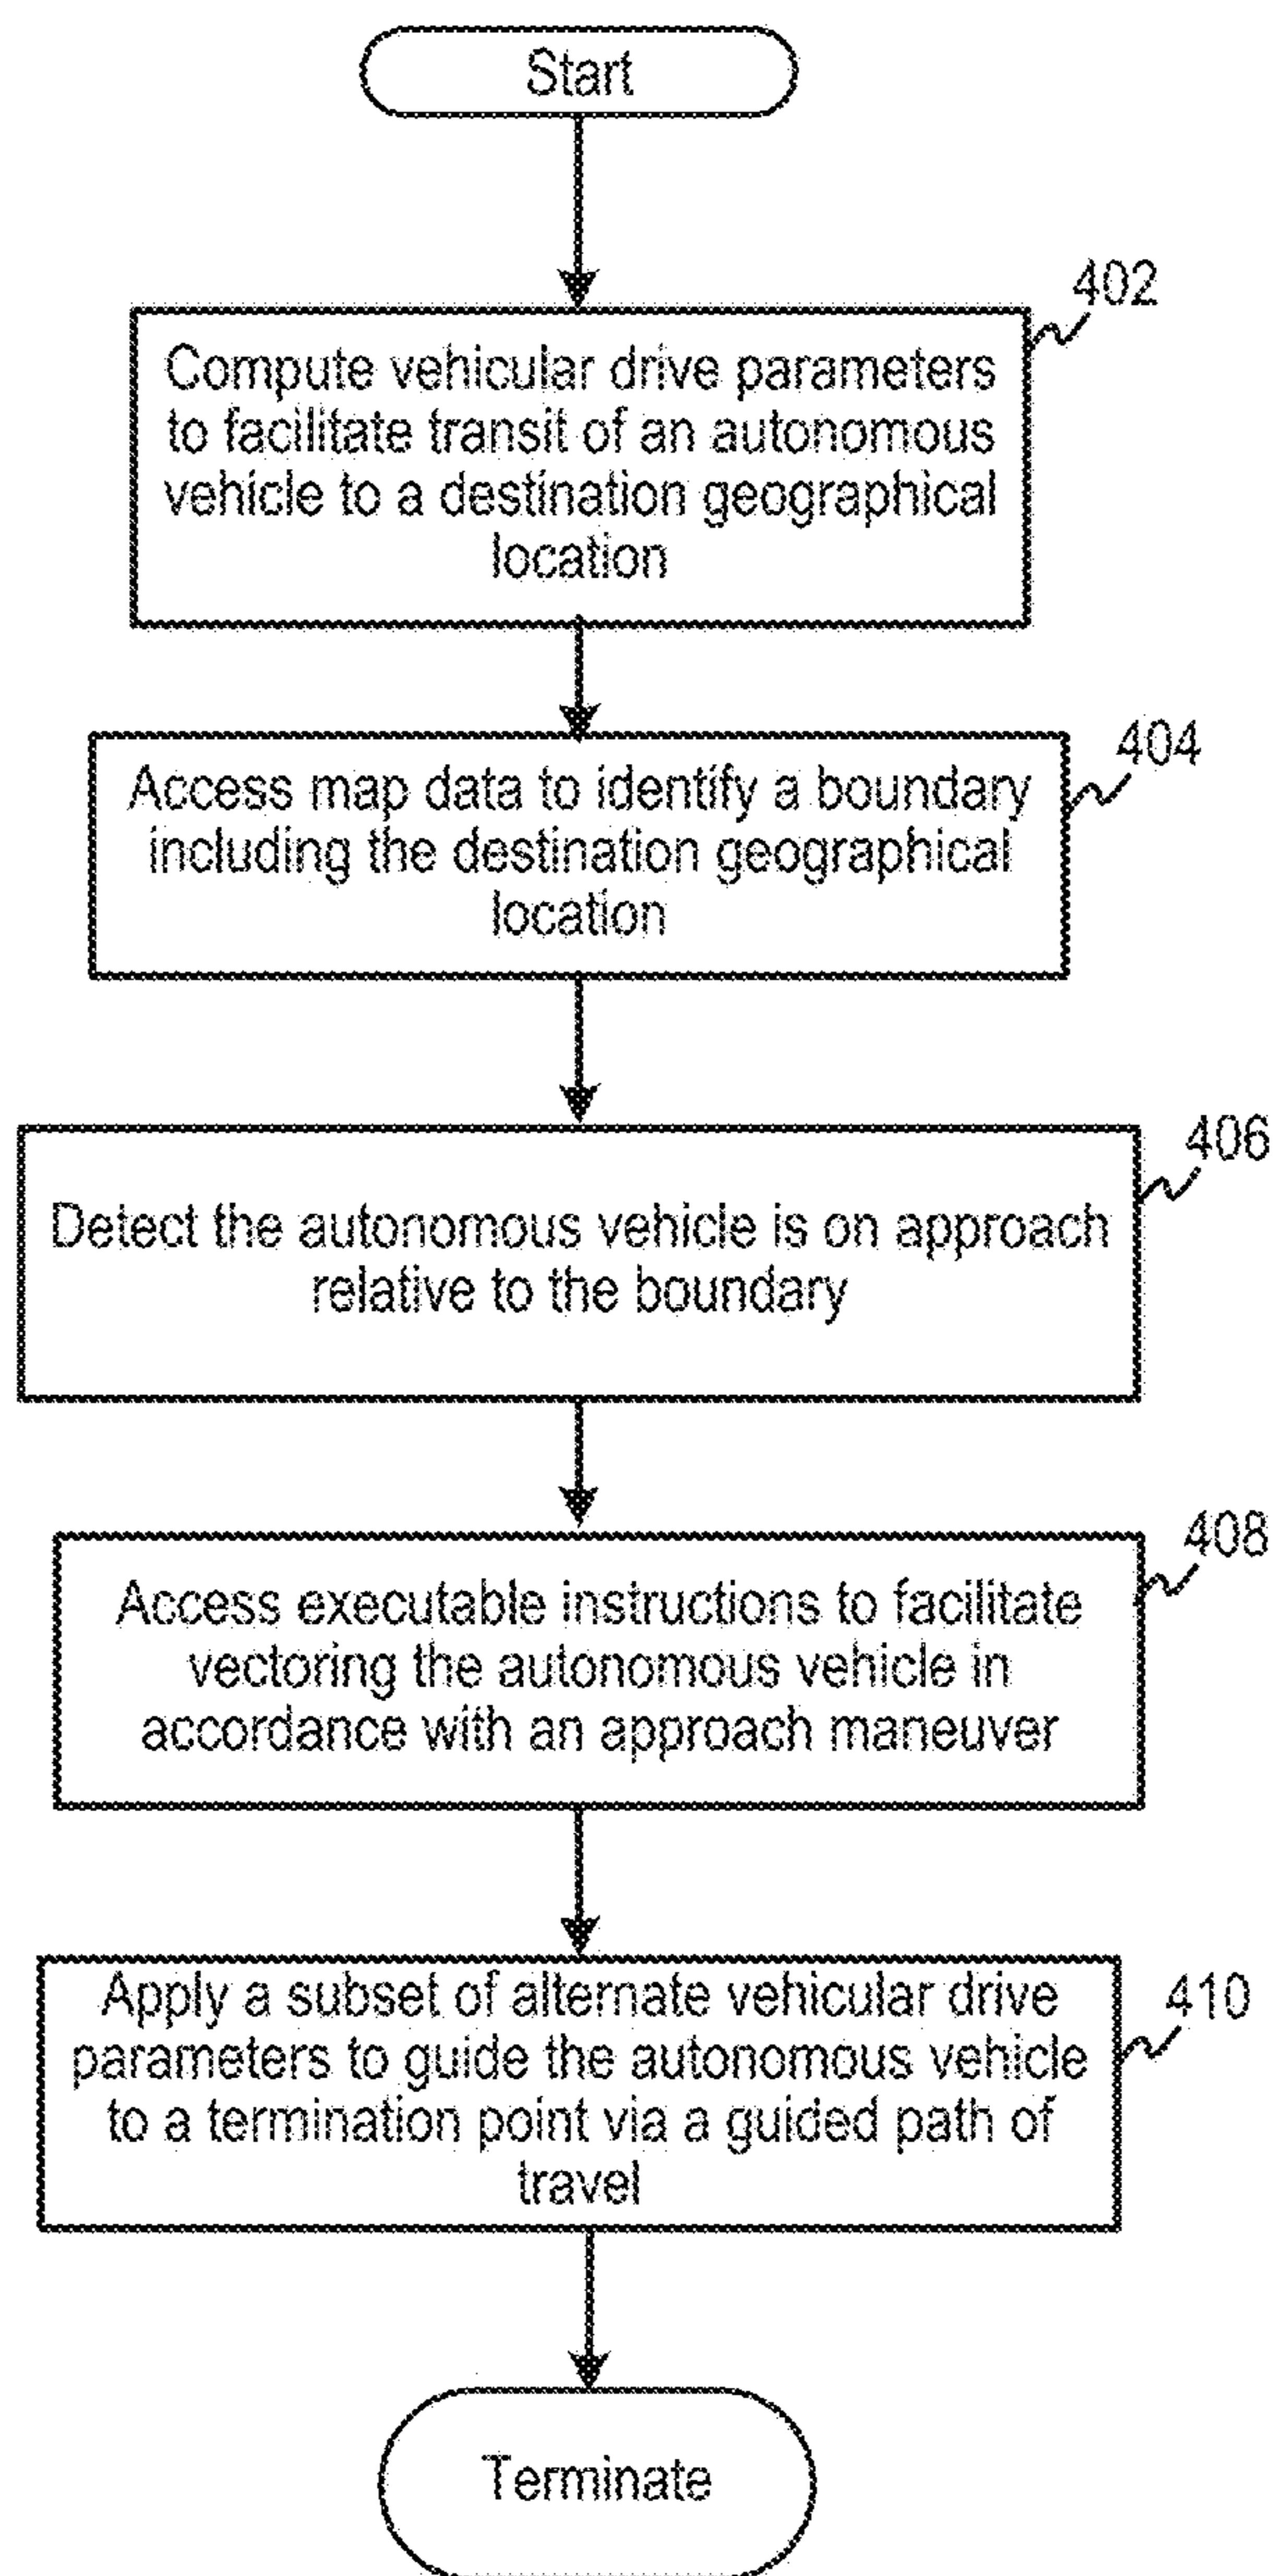 Start
402
Compute vehicular drive parameters
to facilitate transit of an autonomous
vehicle to a destination geographical
location
404
Access map data to identify a boundary
including the destination geographical
location
406
Detect the autonomous vehicle is on approach
relative to the boundary
408
Access executable instructions to facilitate
vectoring the autonomous vehicle in
accordance with an approach maneuver
410
Apply a subset of alternate vehicular drive
parameters to guide the autonomous vehicle
to a termination point via a guided path of
travel
Terminate